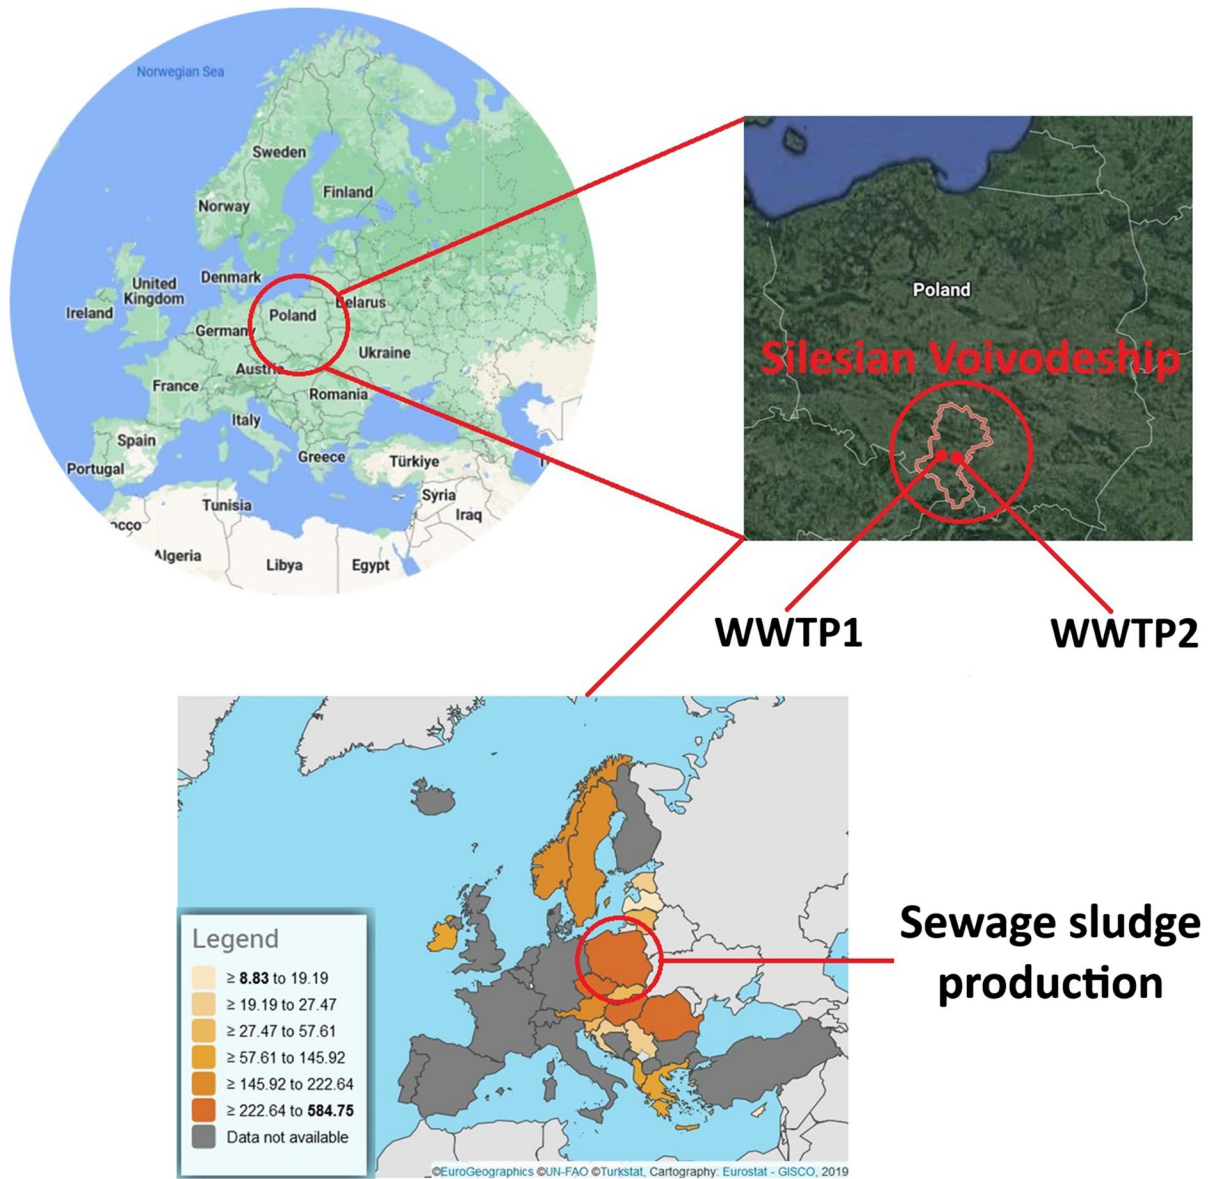 Norwegian Sea
Sweden
Finland
Norway
Denmark
United
Kingdom
Ireland
Belarus
Poland
Germany
Ukraine
Austria
France
Romania
Italy
Spain
Greece
Türkiye
Portugal
Syria
Tunisia
Iraq
occo
Algeria
Libya
Egypt
Poland
Silesian Voivodeship
WWTP1
WWTP2
Legend
≥ 8.83 to 19.19
≥ 19.19 to 27.47
≥ 27.47 to 57.61
≥ 57.61 to 145.92
≥ 145.92 to 222.64
≥ 222.64 to 584.75
Data not available
Sewage sludge
production
©EuroGeographics ©UN-FAO ©Turkstat, Cartography: Eurostat - GISCO, 2019